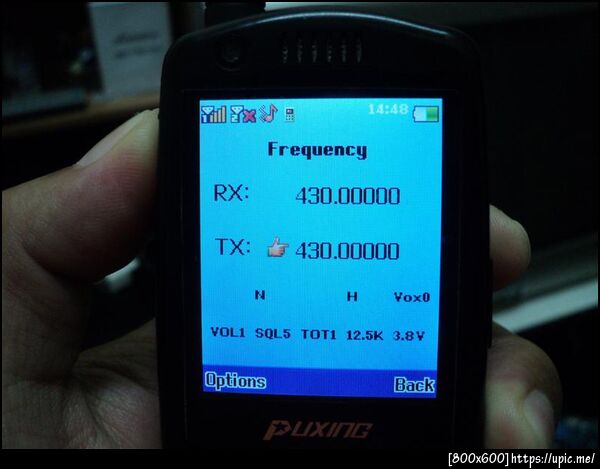 14:48
Frequency
RX: 430.00000
TX: 430.00000
N H Vox0
VOL1 SQL5 TOT1 12.5K 3.8V
Options Back
PUXING
[800x600]https://upic.me/